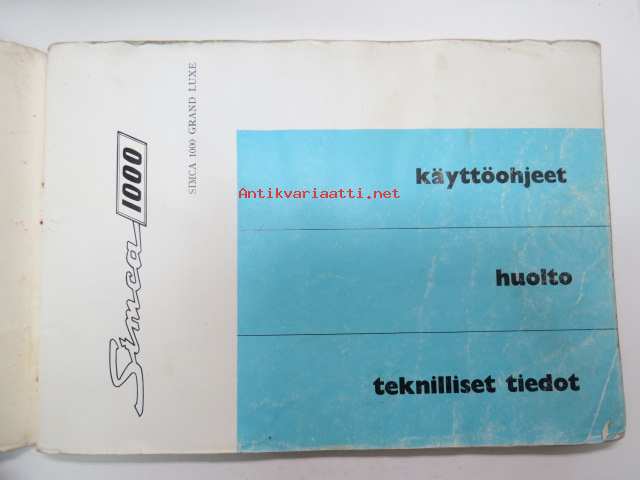 Simca 1000
SIMCA 1000 GRAND LUXE
käyttöohjeet
Antikvariaatti.net
huolto
teknilliset tiedot